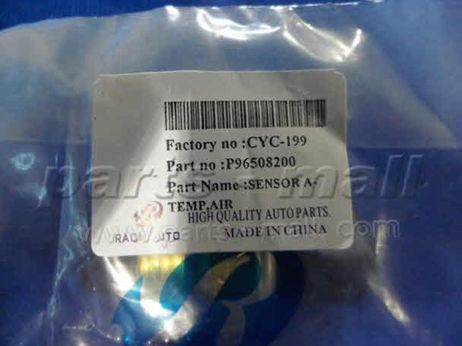 Factory no :CYC-199
Part no :P96508200
Part Name :SENSOR A-
TEMP,AIR
HIGH QUALITY AUTO PARTS.
MADE IN CHINA
parts-mall